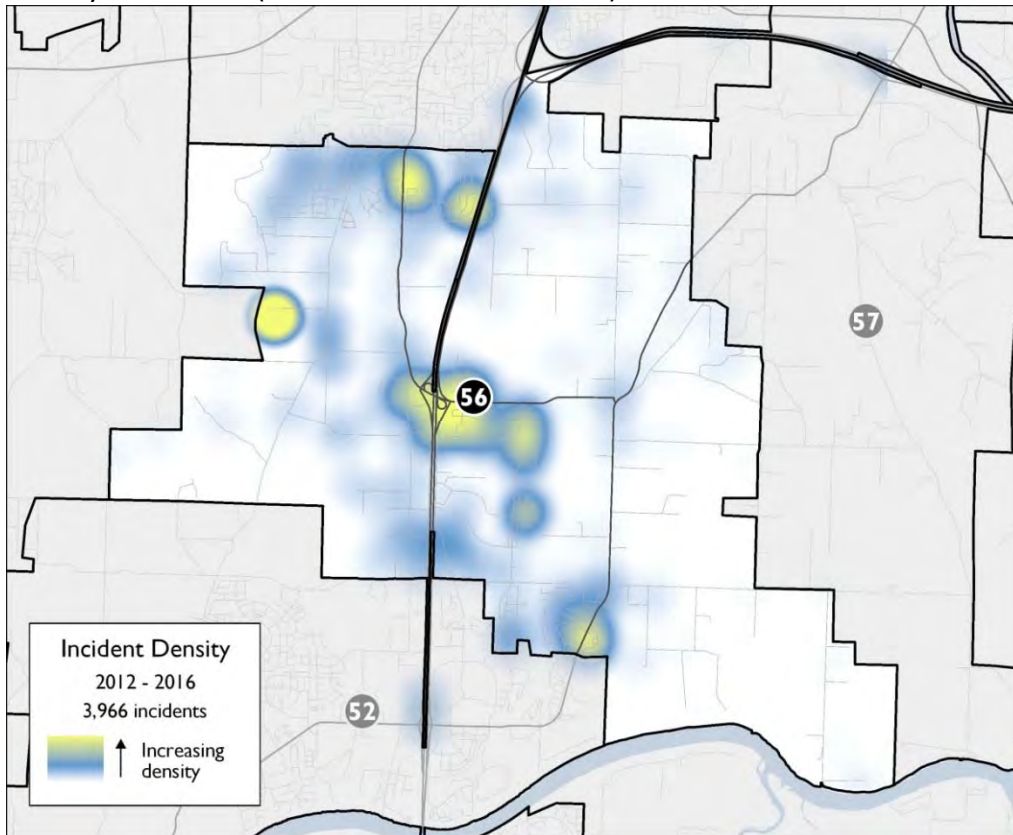 56
57
52
Incident Density
2012 - 2016
3,966 incidents
Increasing
density